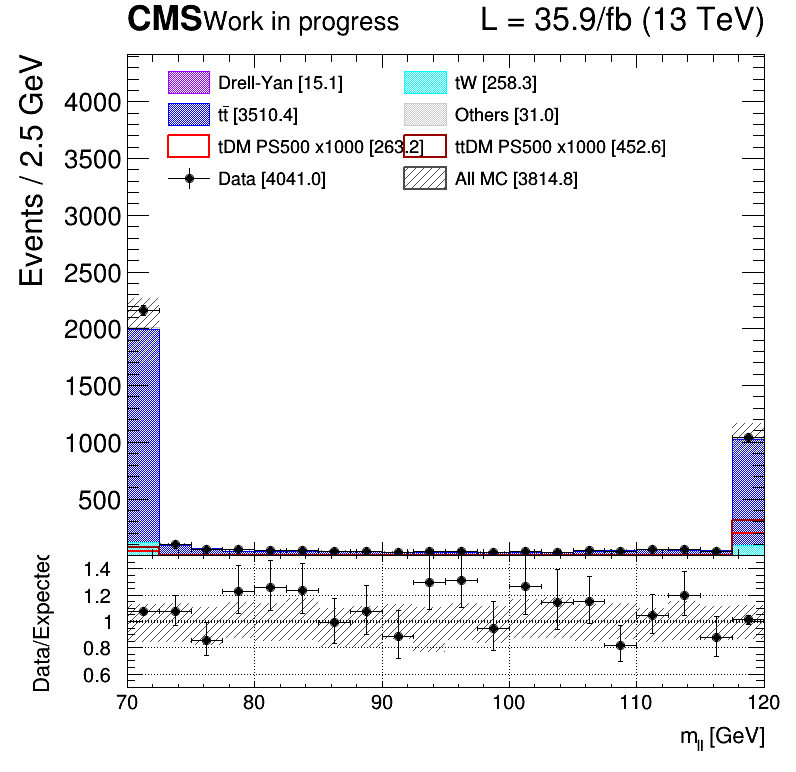 CMS Work in progress L = 35.9/fb (13 TeV)
Events / 2.5 GeV
4000
3500
3000
2500
2000
1500
1000
500
Drell-Yan [15.1] tW [258.3]
tt̄ [3510.4] Others [31.0]
tDM PS500 x1000 [263.2] ttDM PS500 x1000 [452.6]
Data [4041.0] All MC [3814.8]
Data/Expected
1.4
1.2
1
0.8
0.6
70 80 90 100 110 120
m_ll [GeV]